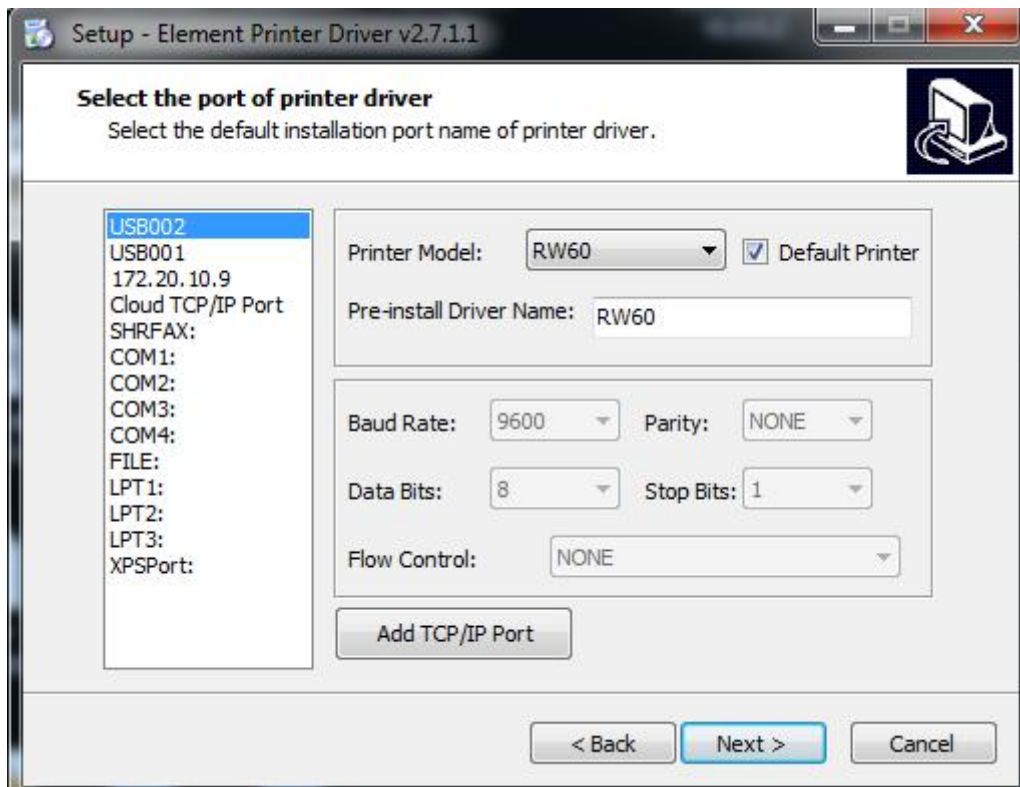 Setup - Element Printer Driver v2.7.1.1
Select the port of printer driver
Select the default installation port name of printer driver.
USB002
USB001
172.20.10.9
Cloud TCP/IP Port
SHRFAX:
COM1:
COM2:
COM3:
COM4:
FILE:
LPT1:
LPT2:
LPT3:
XPSPort:
Printer Model: RW60 Default Printer
Pre-install Driver Name: RW60
Baud Rate: 9600 Parity: NONE
Data Bits: 8 Stop Bits: 1
Flow Control: NONE
Add TCP/IP Port
< Back Next > Cancel